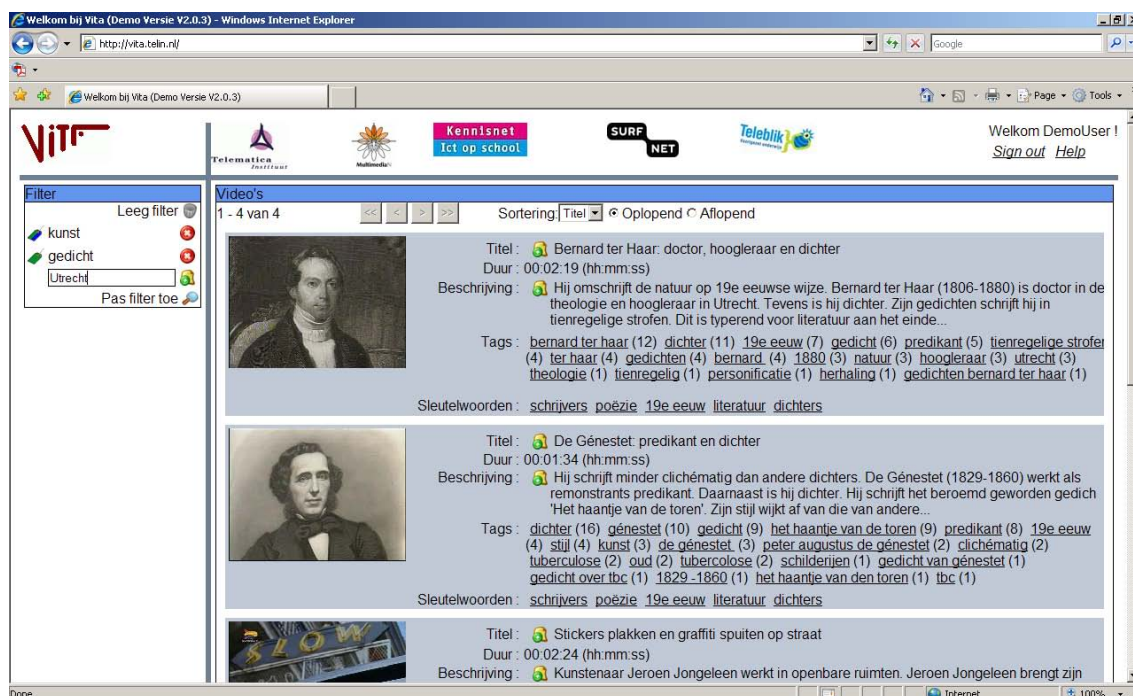 Welkom bij Vita (Demo Versie V2.0.3) - Windows Internet Explorer
http://vita.telin.nl/
Google
Welkom bij Vita (Demo Versie V2.0.3)
Page
Tools
ViTA
Telematica
Instituut
MultimediaN
Kennisnet
Ict op school
SURF
NET
Teleblik
Welkom DemoUser !
Sign out Help
Filter
Leeg filter
kunst
gedicht
Utrecht
Pas filter toe
Video's
1 - 4 van 4
<< < > >>
Sortering: Titel Oplopend Aflopend
Titel : Bernard ter Haar: doctor, hoogleraar en dichter
Duur : 00:02:19 (hh:mm:ss)
Beschrijving : Hij omschrijft de natuur op 19e eeuwse wijze. Bernard ter Haar (1806-1880) is doctor in de
theologie en hoogleraar in Utrecht. Tevens is hij dichter. Zijn gedichten schrijft hij in
tienregelige strofen. Dit is typerend voor literatuur aan het einde...
Tags : bernard ter haar (12) dichter (11) 19e eeuw (7) gedicht (6) predikant (5) tienregelige strofen
(4) ter haar (4) gedichten (4) bernard (4) 1880 (3) natuur (3) hoogleraar (3) utrecht (3)
theologie (1) tienregelig (1) personificatie (1) herhaling (1) gedichten bernard ter haar (1)
Sleutelwoorden : schrijvers poëzie 19e eeuw literatuur dichters
Titel : De Génestet: predikant en dichter
Duur : 00:01:34 (hh:mm:ss)
Beschrijving : Hij schrijft minder clichématig dan andere dichters. De Génestet (1829-1860) werkt als
remonstrants predikant. Daarnaast is hij dichter. Hij schrijft het beroemd geworden gedich
'Het haantje van de toren'. Zijn stijl wijkt af van die van andere...
Tags : dichter (16) génestet (10) gedicht (9) het haantje van de toren (9) predikant (8) 19e eeuw
(4) stijl (4) kunst (3) de génestet (3) peter augustus de génestet (2) clichématig (2)
tuberculose (2) oud (2) tubercolose (2) schilderijen (1) gedicht van génestet (1)
gedicht over tbc (1) 1829 -1860 (1) het haantje van den toren (1) tbc (1)
Sleutelwoorden : schrijvers poëzie 19e eeuw literatuur dichters
SLOW
Titel : Stickers plakken en graffiti spuiten op straat
Duur : 00:02:24 (hh:mm:ss)
Beschrijving : Kunstenaar Jeroen Jongeleen werkt in openbare ruimten. Jeroen Jongeleen brengt zijn
Done
Internet
100%